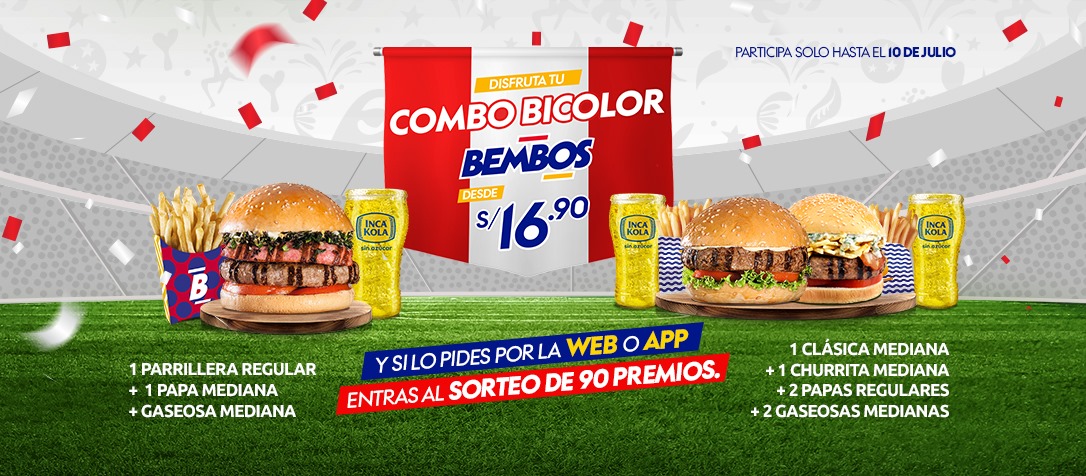 PARTICIPA SOLO HASTA EL 10 DE JULIO
DISFRUTA TU
COMBO BICOLOR
BEMBOS
DESDE
S/16.90
B
INCA
KOLA
sin azúcar
INCA
KOLA
sin azúcar
INCA
KOLA
sin azúcar
Y SI LO PIDES POR LA WEB O APP
ENTRAS AL SORTEO DE 90 PREMIOS.
1 PARRILLERA REGULAR
+ 1 PAPA MEDIANA
+ GASEOSA MEDIANA
1 CLÁSICA MEDIANA
+ 1 CHURRITA MEDIANA
+ 2 PAPAS REGULARES
+ 2 GASEOSAS MEDIANAS